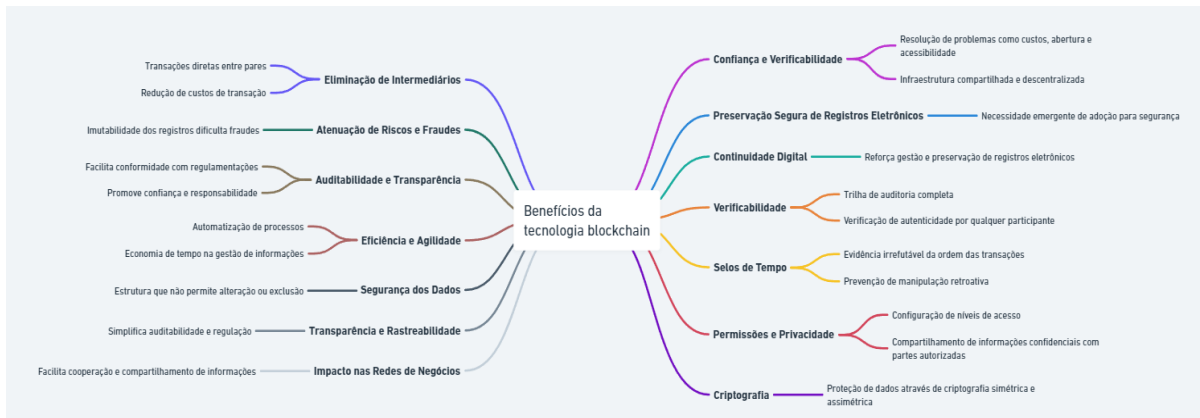 Benefícios da
tecnologia blockchain
Eliminação de Intermediários
Transações diretas entre pares
Redução de custos de transação
Atenuação de Riscos e Fraudes
Imutabilidade dos registros dificulta fraudes
Auditabilidade e Transparência
Facilita conformidade com regulamentações
Promove confiança e responsabilidade
Eficiência e Agilidade
Automatização de processos
Economia de tempo na gestão de informações
Segurança dos Dados
Estrutura que não permite alteração ou exclusão
Transparência e Rastreabilidade
Simplifica auditabilidade e regulação
Impacto nas Redes de Negócios
Facilita cooperação e compartilhamento de informações
Confiança e Verificabilidade
Resolução de problemas como custos, abertura e
acessibilidade
Infraestrutura compartilhada e descentralizada
Preservação Segura de Registros Eletrônicos
Necessidade emergente de adoção para segurança
Continuidade Digital
Reforça gestão e preservação de registros eletrônicos
Verificabilidade
Trilha de auditoria completa
Verificação de autenticidade por qualquer participante
Selos de Tempo
Evidência irrefutável da ordem das transações
Prevenção de manipulação retroativa
Permissões e Privacidade
Configuração de níveis de acesso
Compartilhamento de informações confidenciais com
partes autorizadas
Criptografia
Proteção de dados através de criptografia simétrica e
assimétrica